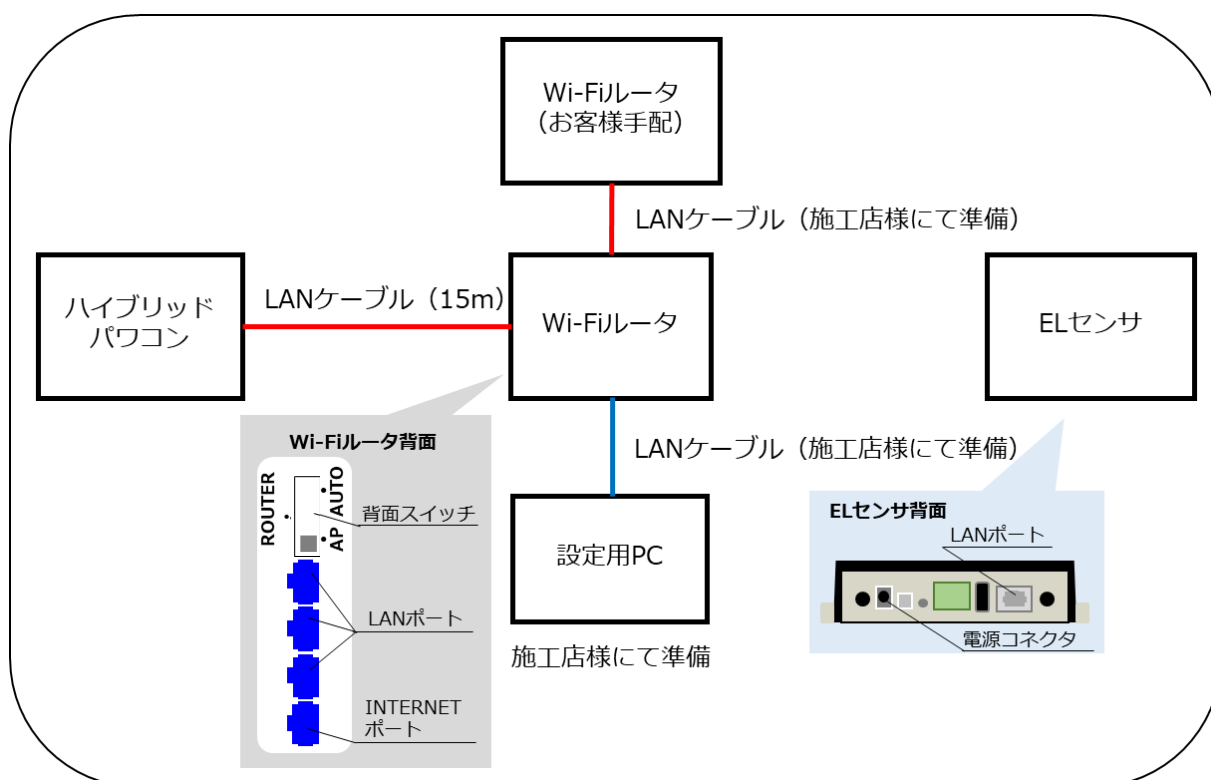 Wi-Fiルータ
（お客様手配）
LANケーブル（施工店様にて準備）
ハイブリッド
パワコン
LANケーブル（15m）
Wi-Fiルータ
ELセンサ
LANケーブル（施工店様にて準備）
設定用PC
施工店様にて準備
Wi-Fiルータ背面
ROUTER
AUTO
AP
背面スイッチ
LANポート
INTERNET
ポート
ELセンサ背面
LANポート
電源コネクタ